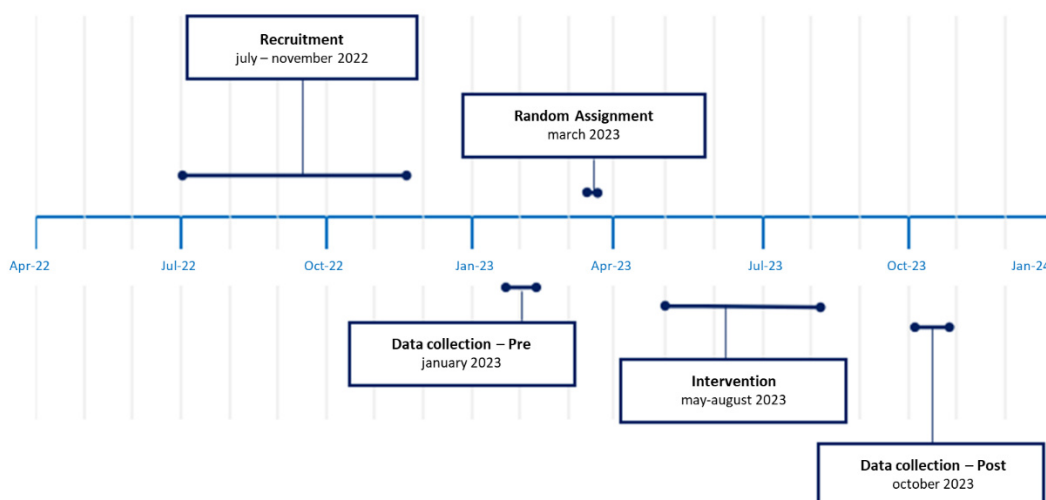 Recruitment
july – november 2022
Random Assignment
march 2023
Apr-22
Jul-22
Oct-22
Jan-23
Apr-23
Jul-23
Oct-23
Jan-24
Data collection – Pre
january 2023
Intervention
may-august 2023
Data collection – Post
october 2023